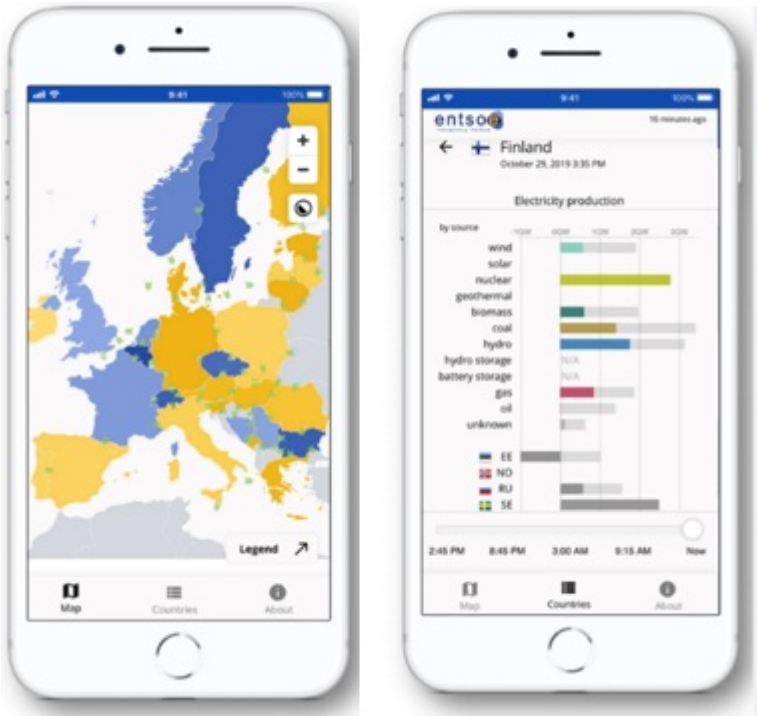 9:41
100%
Legend
Map
Countries
About
9:41
100%
entsoe
16 minutes ago
Finland
October 29, 2019 3:35 PM
Electricity production
by source
wind
solar
nuclear
geothermal
biomass
coal
hydro
hydro storage N/A
battery storage N/A
gas
oil
unknown
EE
NO
RU
SE
2:45 PM 8:45 PM 3:00 AM 9:15 AM Now
Map
Countries
About